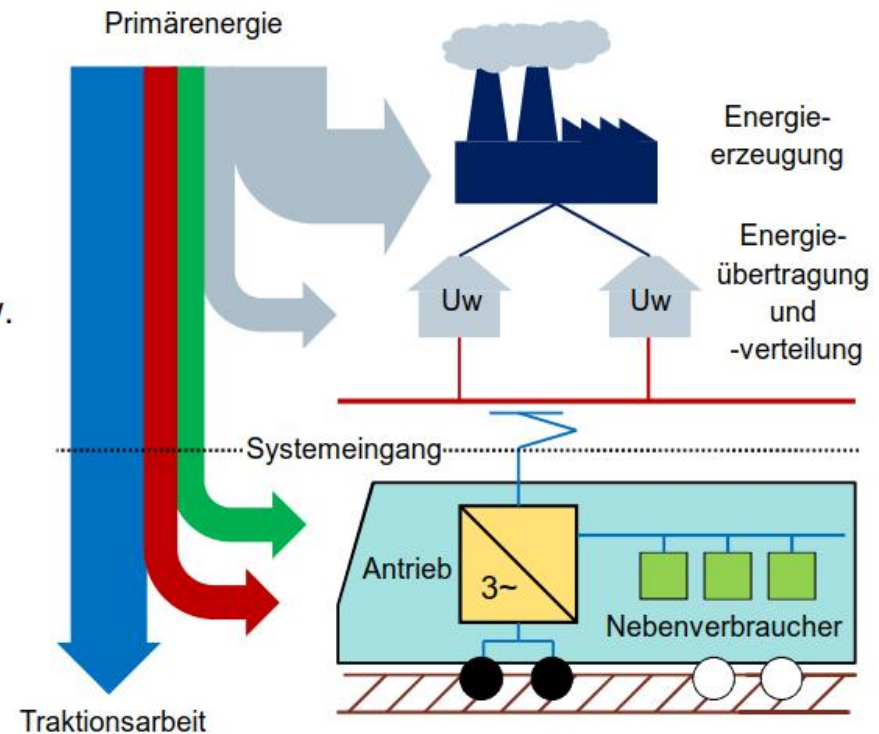 Primärenergie
Energie-
erzeugung
Energie-
übertragung
und
-verteilung
Uw
Uw
.
Systemeingang
Antrieb
3~
Nebenverbraucher
Traktionsarbeit